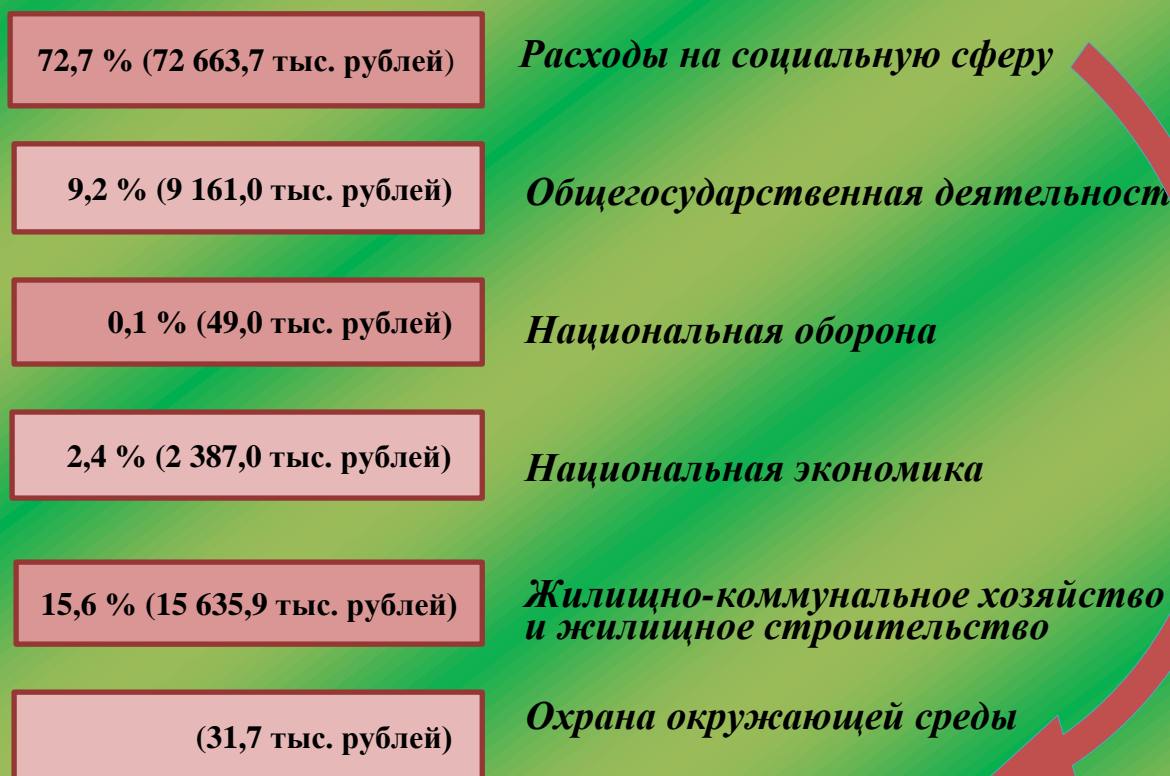 72,7 % (72 663,7 тыс. рублей)
Расходы на социальную сферу
9,2 % (9 161,0 тыс. рублей)
Общегосударственная деятельност
0,1 % (49,0 тыс. рублей)
Национальная оборона
2,4 % (2 387,0 тыс. рублей)
Национальная экономика
15,6 % (15 635,9 тыс. рублей)
Жилищно-коммунальное хозяйство
и жилищное строительство
(31,7 тыс. рублей)
Охрана окружающей среды